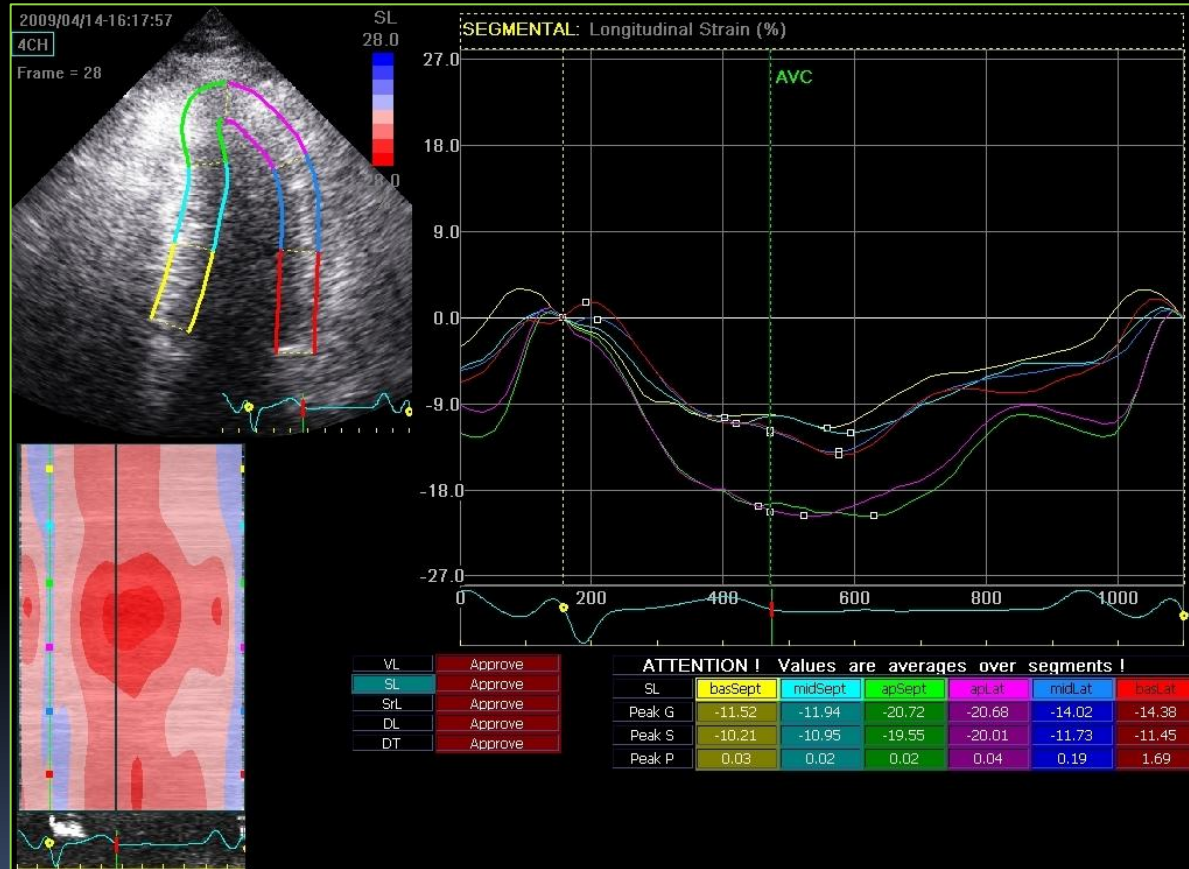 2009/04/14-16:17:57
4CH
Frame = 28
SL
28.0
28.0
SEGMENTAL: Longitudinal Strain (%)
AVC
27.0
18.0
9.0
0.0
-9.0
-18.0
-27.0
0 200 400 600 800 1000
VL Approve
SL Approve
SrL Approve
DL Approve
DT Approve
ATTENTION ! Values are averages over segments !
SL basSept midSept apSept apLat midLat basLat
Peak G -11.52 -11.94 -20.72 -20.68 -14.02 -14.38
Peak S -10.21 -10.95 -19.55 -20.01 -11.73 -11.45
Peak P 0.03 0.02 0.02 0.04 0.19 1.69